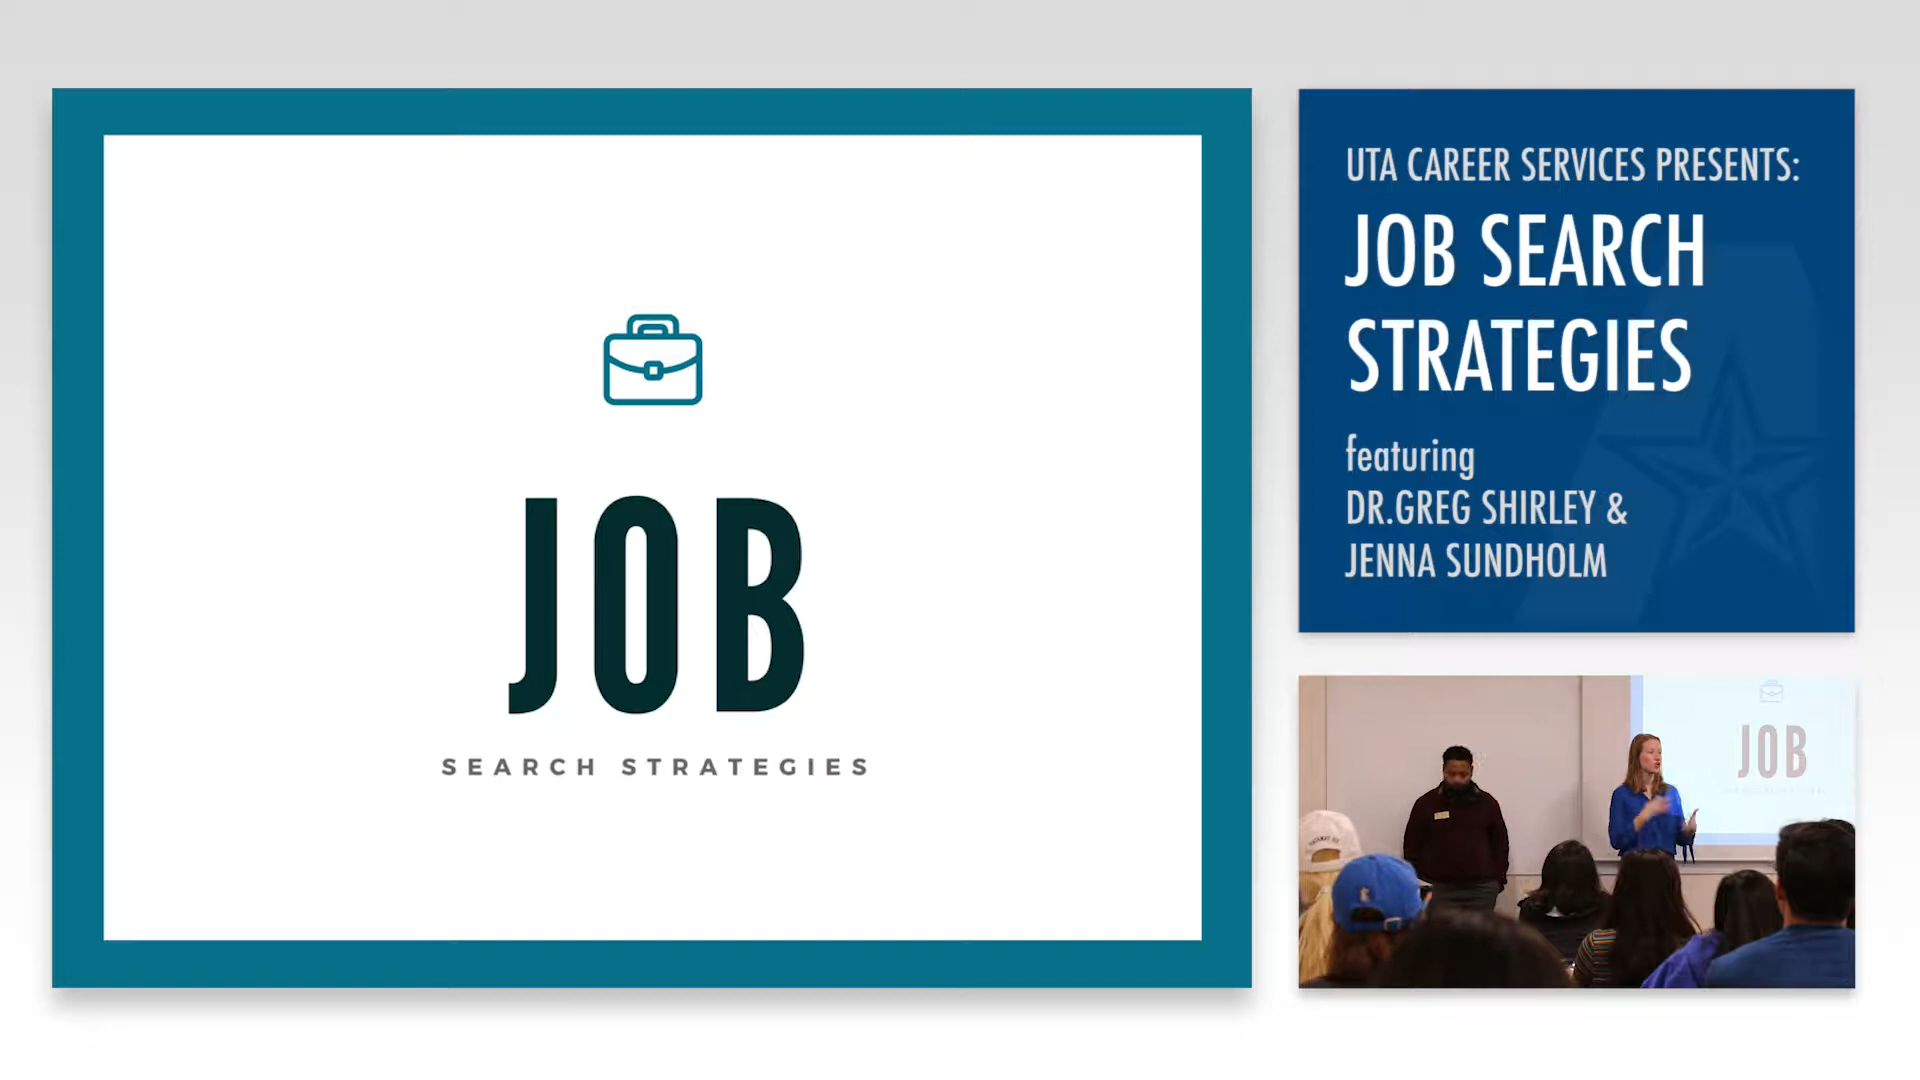 JOB
SEARCH STRATEGIES
UTA CAREER SERVICES PRESENTS:
JOB SEARCH
STRATEGIES
featuring
DR.GREG SHIRLEY &
JENNA SUNDHOLM
JOB